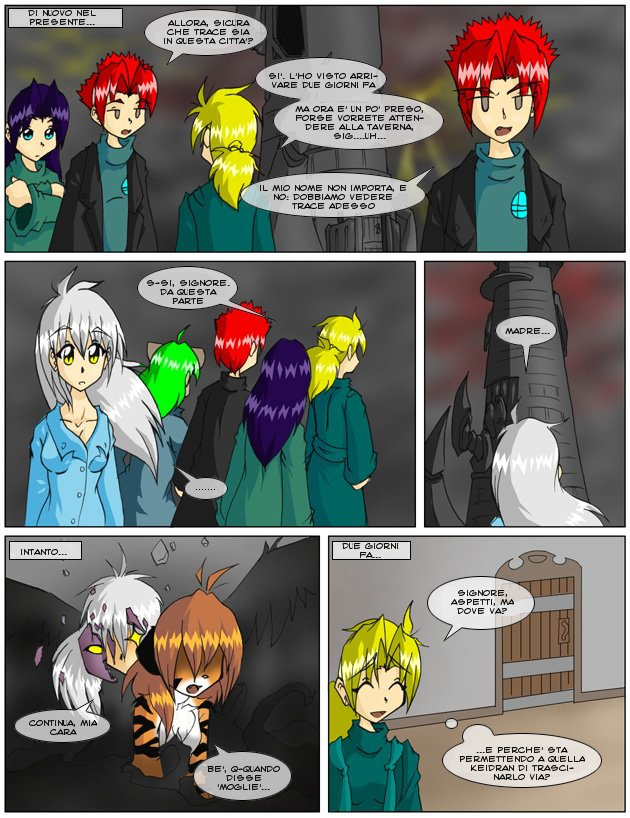 DI NUOVO NEL
PRESENTE...
ALLORA, SICURA
CHE TRACE SIA
IN QUESTA CITTA'?
SI'. L'HO VISTO ARRI-
VARE DUE GIORNI FA
MA ORA E' UN PO' PRESO,
FORSE VORRETE ATTEN-
DERE ALLA TAVERNA,
SIG....UH...
IL MIO NOME NON IMPORTA, E
NO: DOBBIAMO VEDERE
TRACE ADESSO
S-SI, SIGNORE.
DA QUESTA
PARTE
.......
MADRE...
INTANTO...
CONTINUA, MIA
CARA
BE', Q-QUANDO
DISSE
'MOGLIE'...
DUE GIORNI
FA...
SIGNORE,
ASPETTI, MA
DOVE VA?
...E PERCHE' STA
PERMETTENDO A QUELLA
KEIDRAN DI TRASCI-
NARLO VIA?